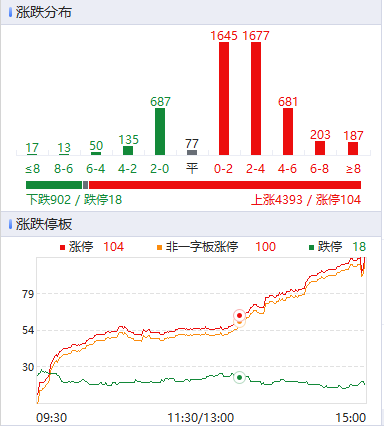 涨跌分布
1645 1677
687 681
17 13 50 135 77 203 187
≤8 8-6 6-4 4-2 2-0 平 0-2 2-4 4-6 6-8 ≥8
下跌902 / 跌停18 上涨4393 / 涨停104
涨跌停板
涨停 104 非一字板涨停 100 跌停 18
79
54
30
09:30 11:30/13:00 15:00